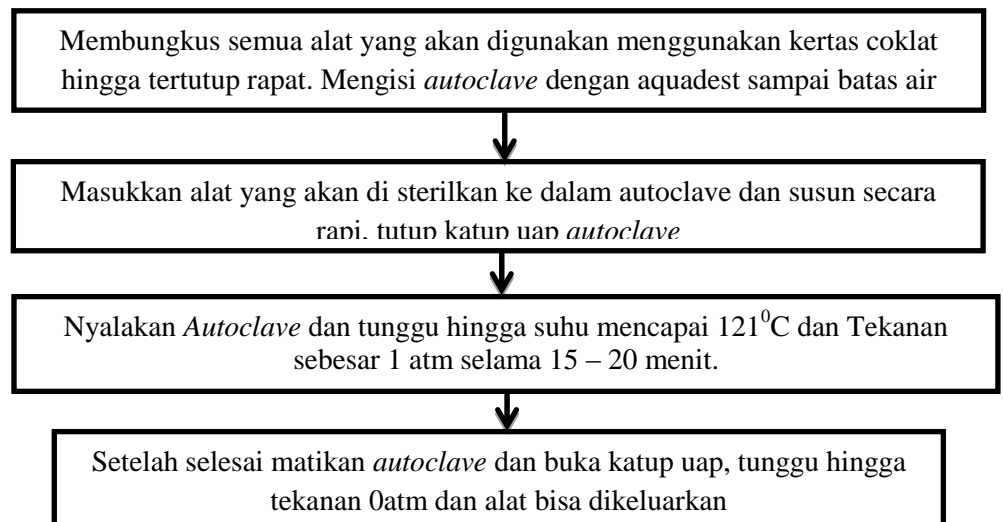 Membungkus semua alat yang akan digunakan menggunakan kertas coklat
hingga tertutup rapat. Mengisi autoclave dengan aquadest sampai batas air
Masukkan alat yang akan di sterilkan ke dalam autoclave dan susun secara
rapi, tutup katup uap autoclave
Nyalakan Autoclave dan tunggu hingga suhu mencapai 121⁰C dan Tekanan
sebesar 1 atm selama 15 – 20 menit.
Setelah selesai matikan autoclave dan buka katup uap, tunggu hingga
tekanan 0atm dan alat bisa dikeluarkan